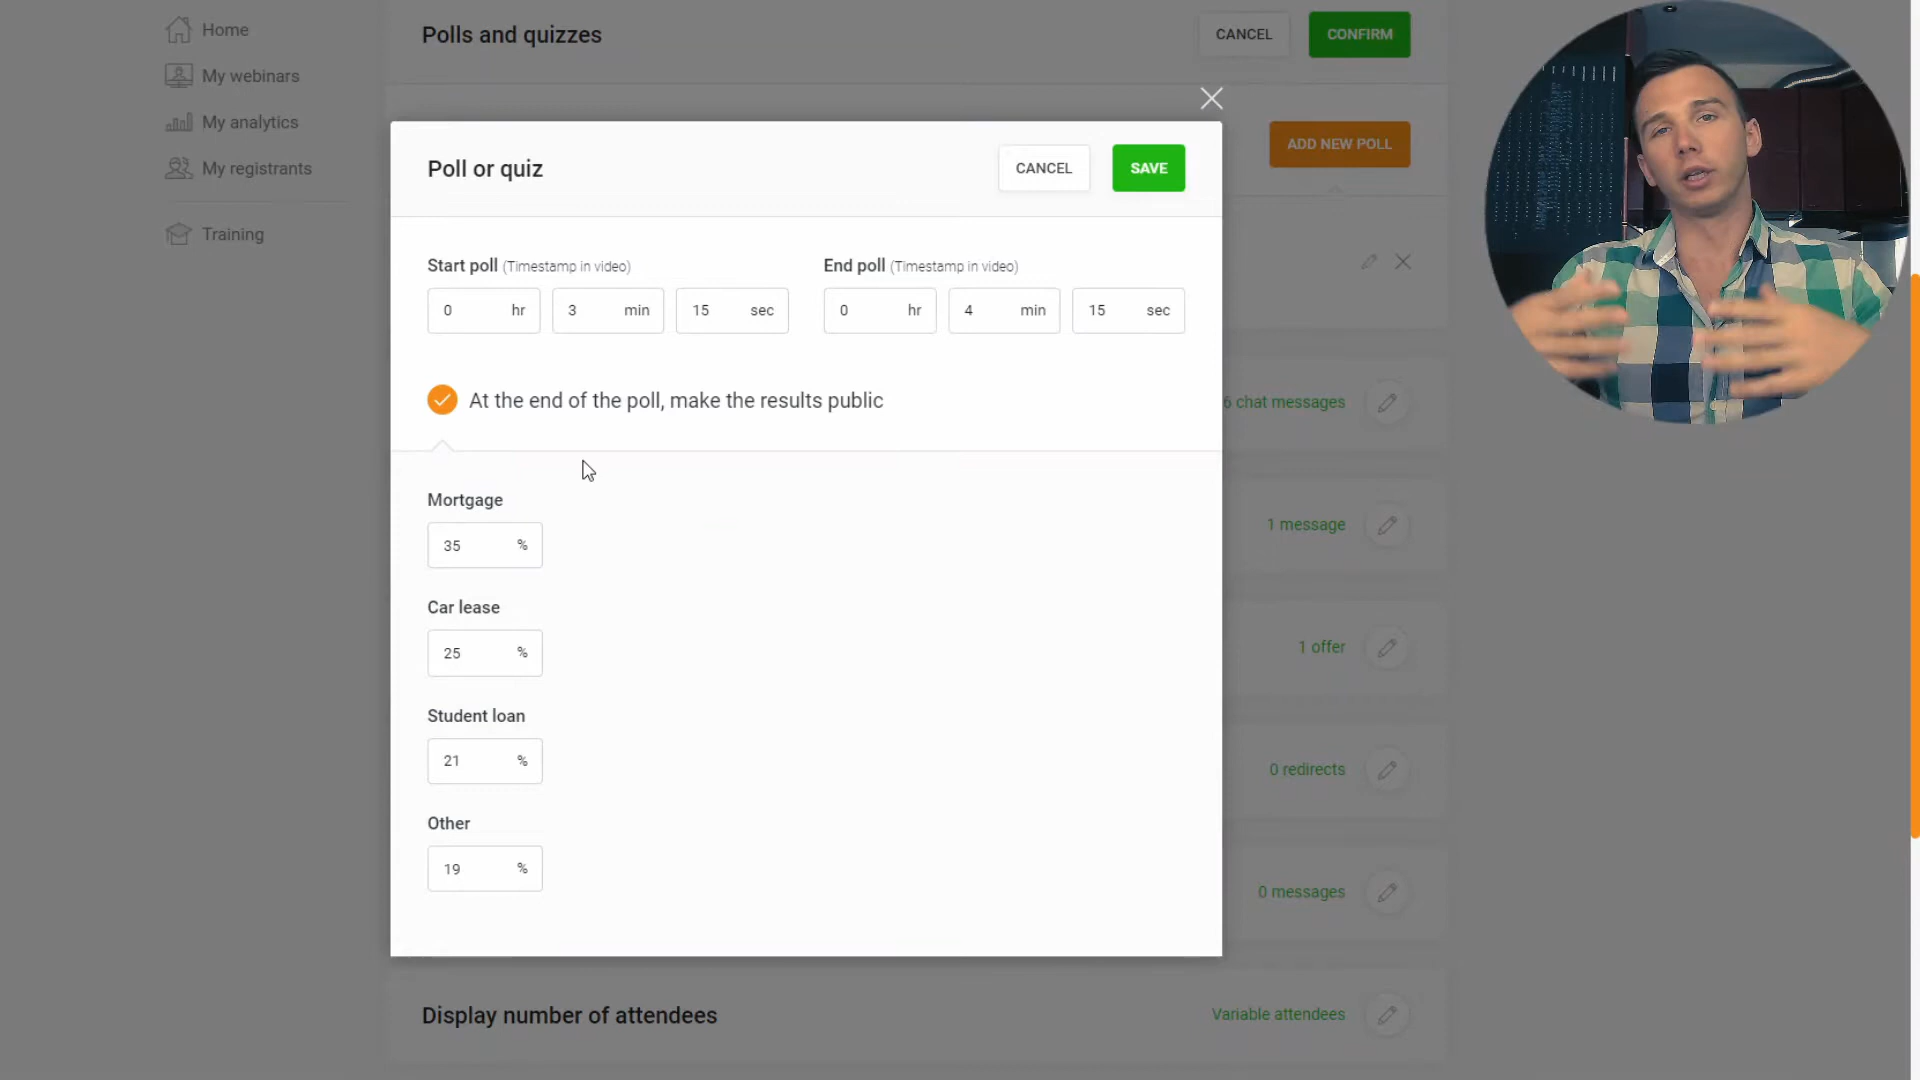 Home
My webinars
My analytics
My registrants
Training
Polls and quizzes
CANCEL
CONFIRM
ADD NEW POLL
Poll or quiz
CANCEL
SAVE
Start poll (Timestamp in video)
End poll (Timestamp in video)
0 hr
3 min
15 sec
0 hr
4 min
15 sec
At the end of the poll, make the results public
Mortgage
35 %
Car lease
25 %
Student loan
21 %
Other
19 %
6 chat messages
1 message
1 offer
0 redirects
0 messages
Display number of attendees
Variable attendees